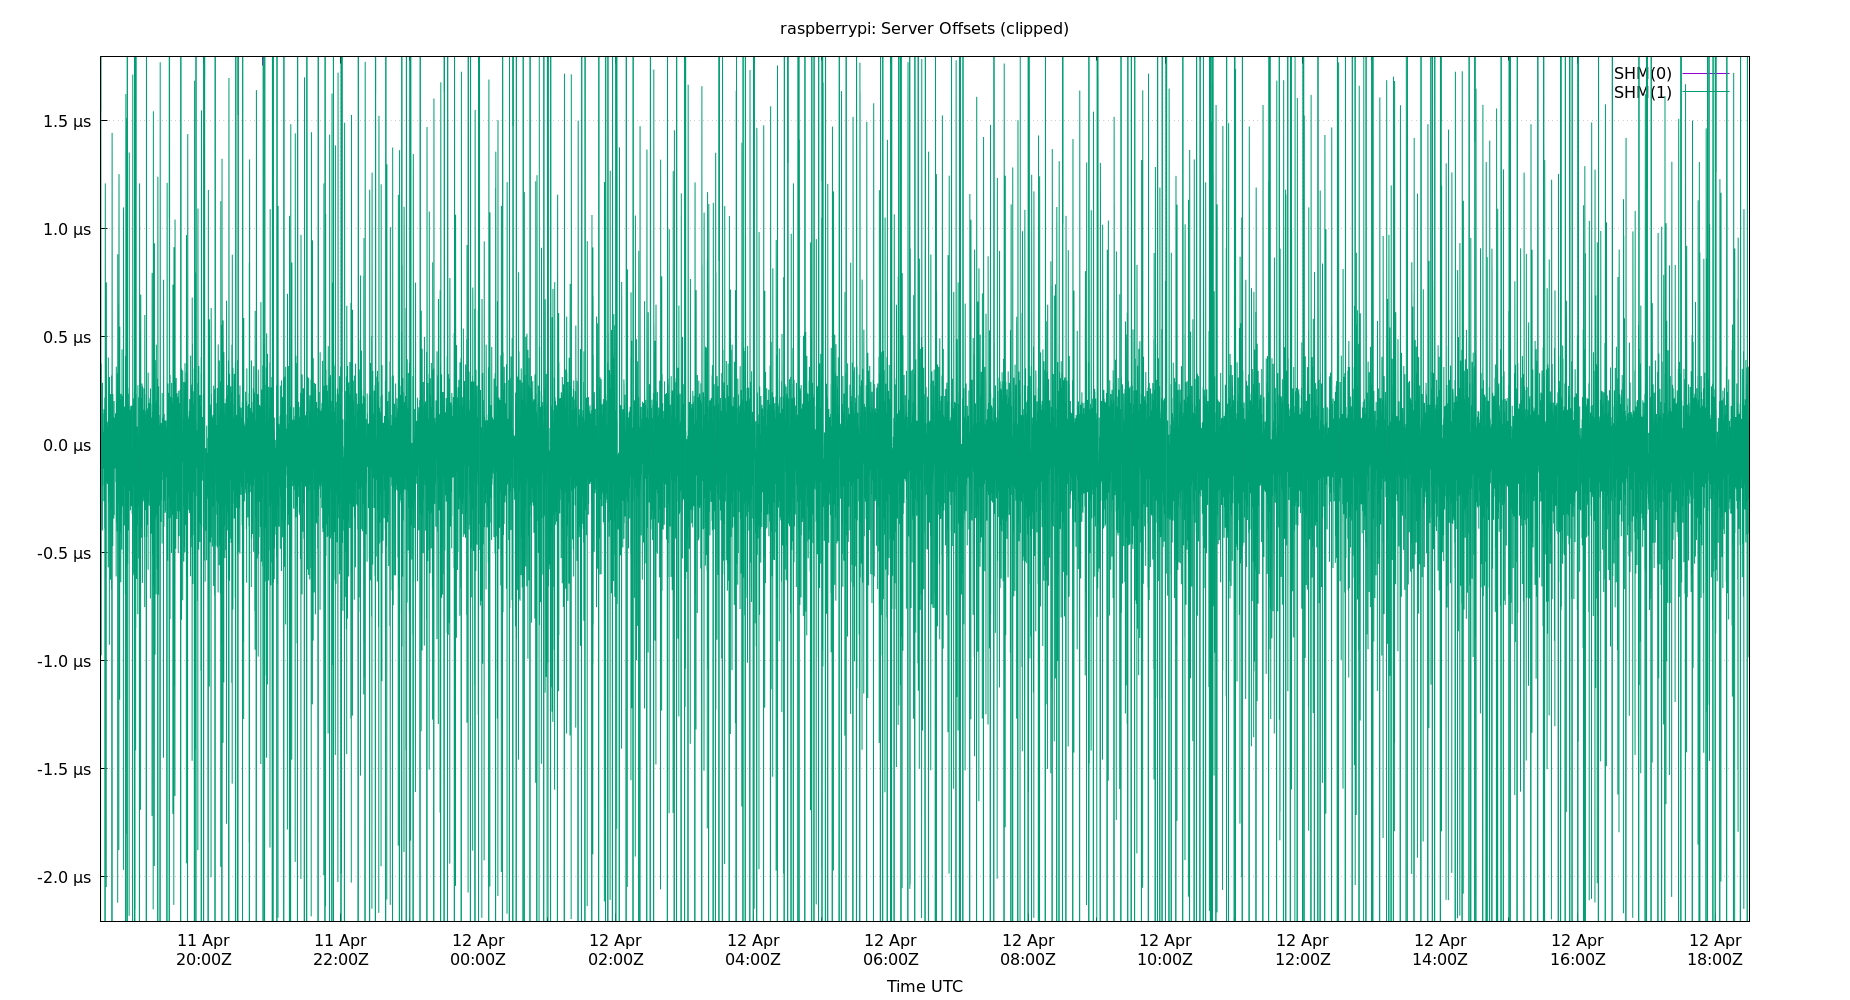 raspberrypi: Server Offsets (clipped)
SHM(0)
SHM(1)
1.5 µs
1.0 µs
0.5 µs
0.0 µs
-0.5 µs
-1.0 µs
-1.5 µs
-2.0 µs
11 Apr 11 Apr 12 Apr 12 Apr 12 Apr 12 Apr 12 Apr 12 Apr 12 Apr 12 Apr 12 Apr 12 Apr
20:00Z 22:00Z 00:00Z 02:00Z 04:00Z 06:00Z 08:00Z 10:00Z 12:00Z 14:00Z 16:00Z 18:00Z
Time UTC